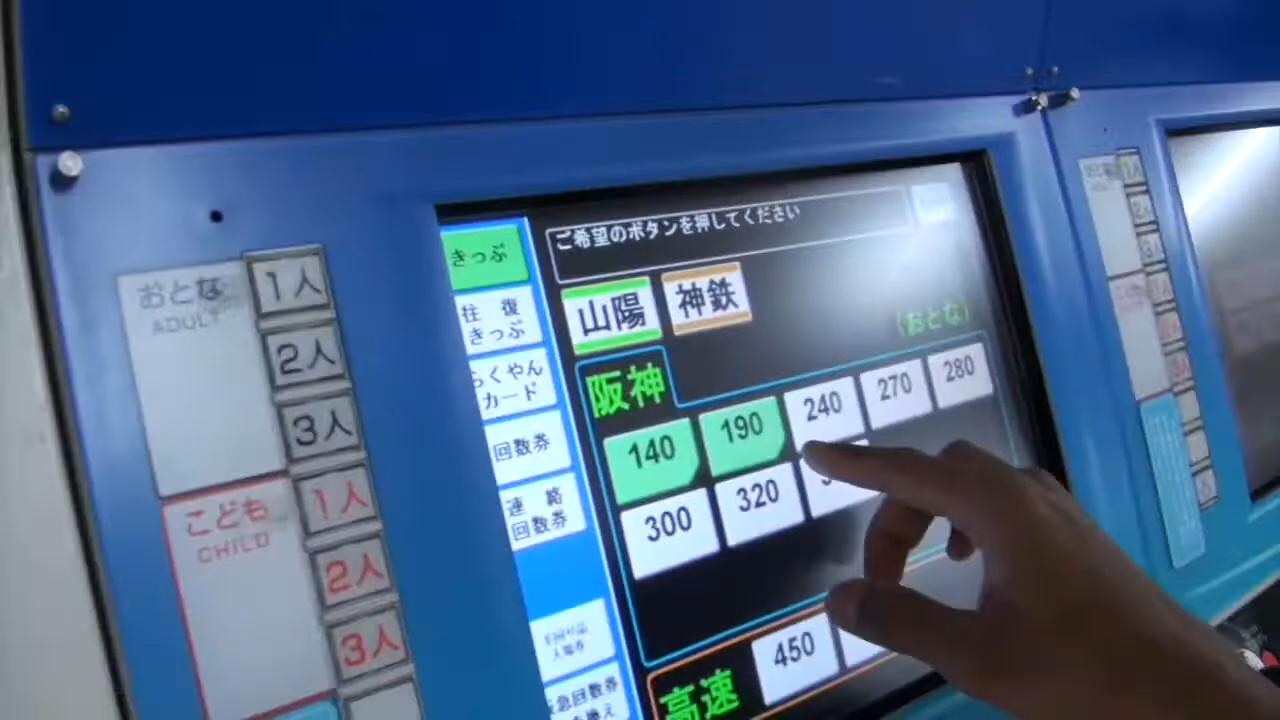 おとな
ADULT
1人
2人
3人
こども
CHILD
1人
2人
3人
きっぷ
往復
きっぷ
らくやん
カード
回数券
連絡
回数券
ご希望のボタンを押してください
山陽
神鉄
(おとな)
阪神
140
190
240
270
280
300
320
高速
450